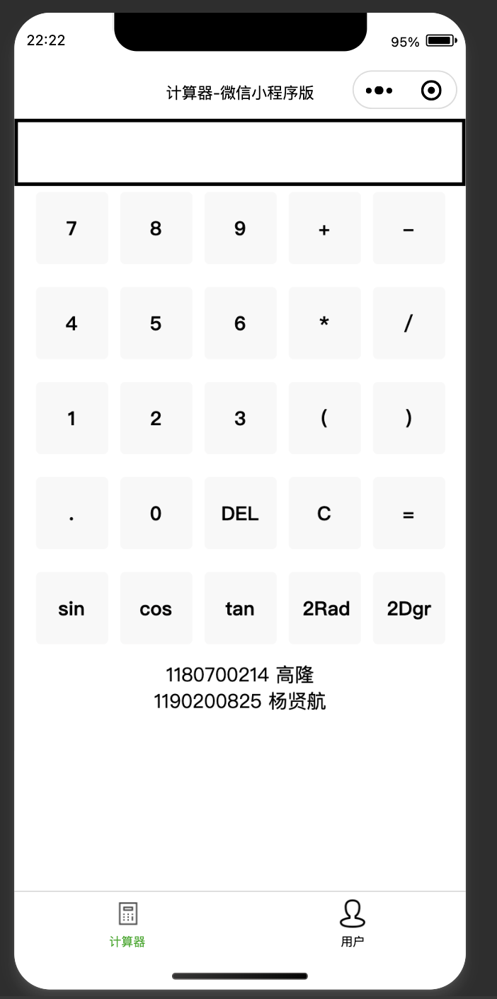 22:22 95%
计算器-微信小程序版
7 8 9 + -
4 5 6 * /
1 2 3 ( )
. 0 DEL C =
sin cos tan 2Rad 2Dgr
1180700214 高隆
1190200825 杨贤航
计算器 用户